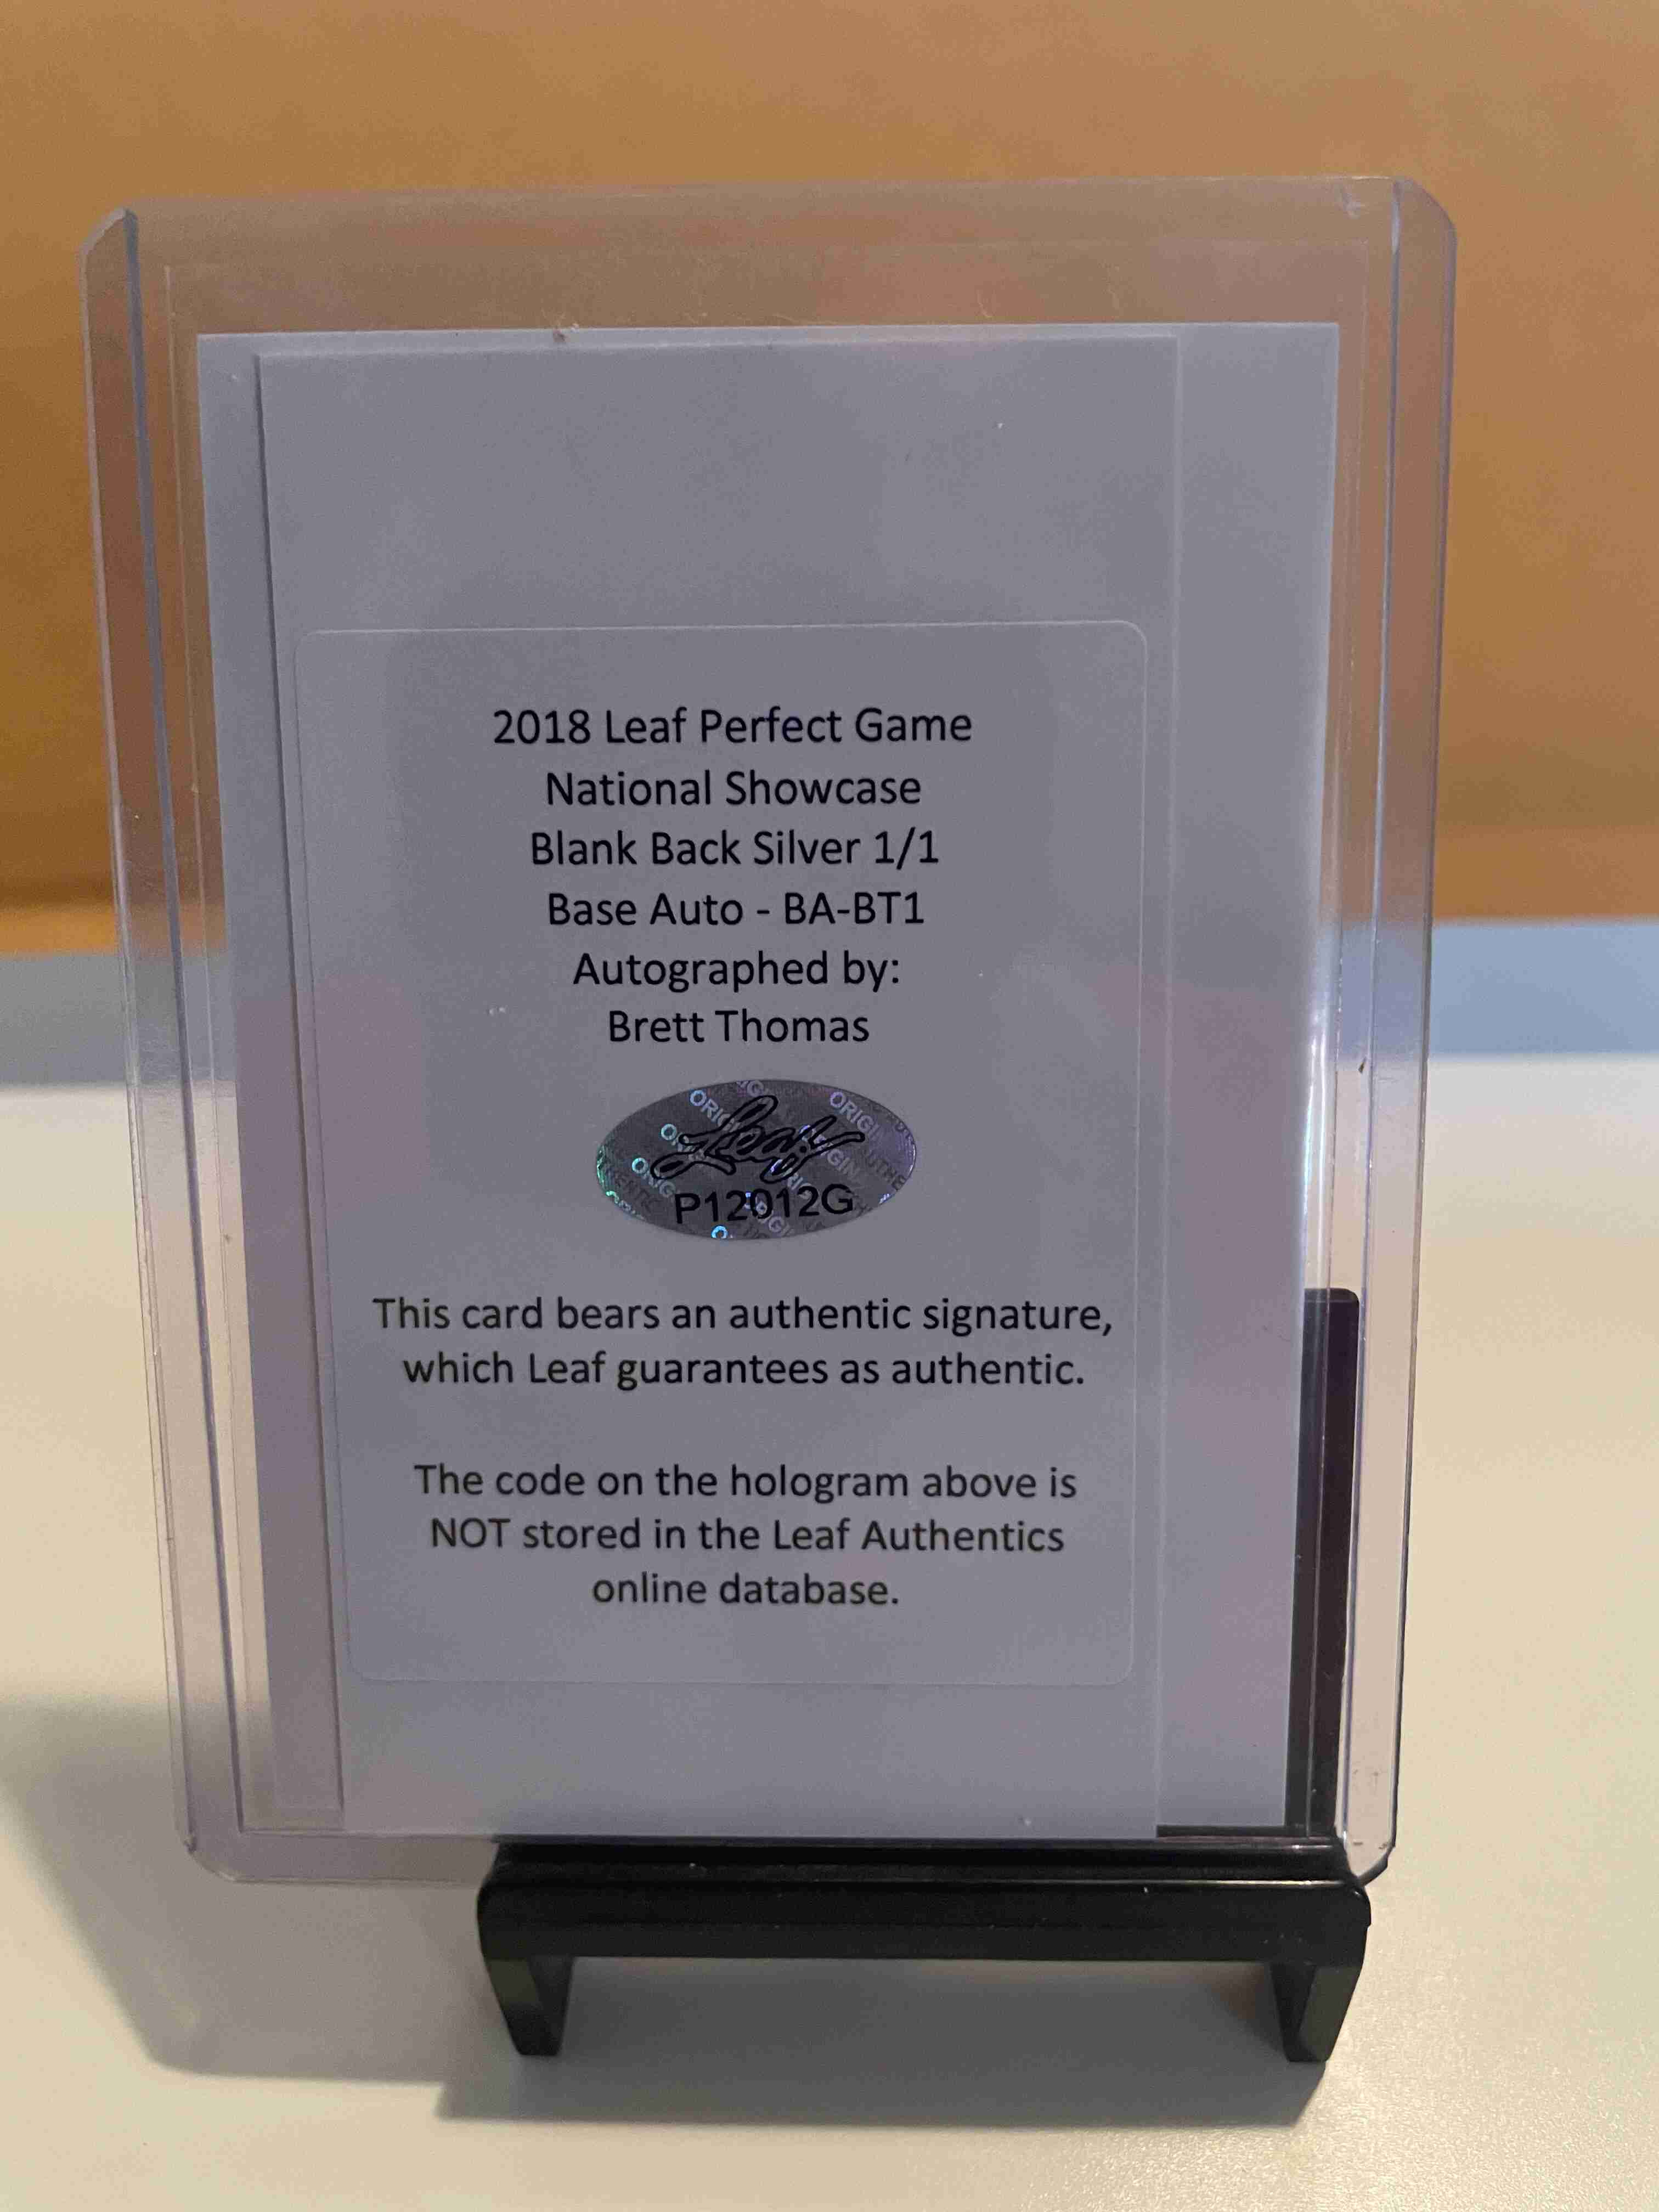 2018 Leaf Perfect Game
National Showcase
Blank Back Silver 1/1
Base Auto - BA-BT1
Autographed by:
Brett Thomas
Leaf
P12012G
This card bears an authentic signature,
which Leaf guarantees as authentic.
The code on the hologram above is
NOT stored in the Leaf Authentics
online database.